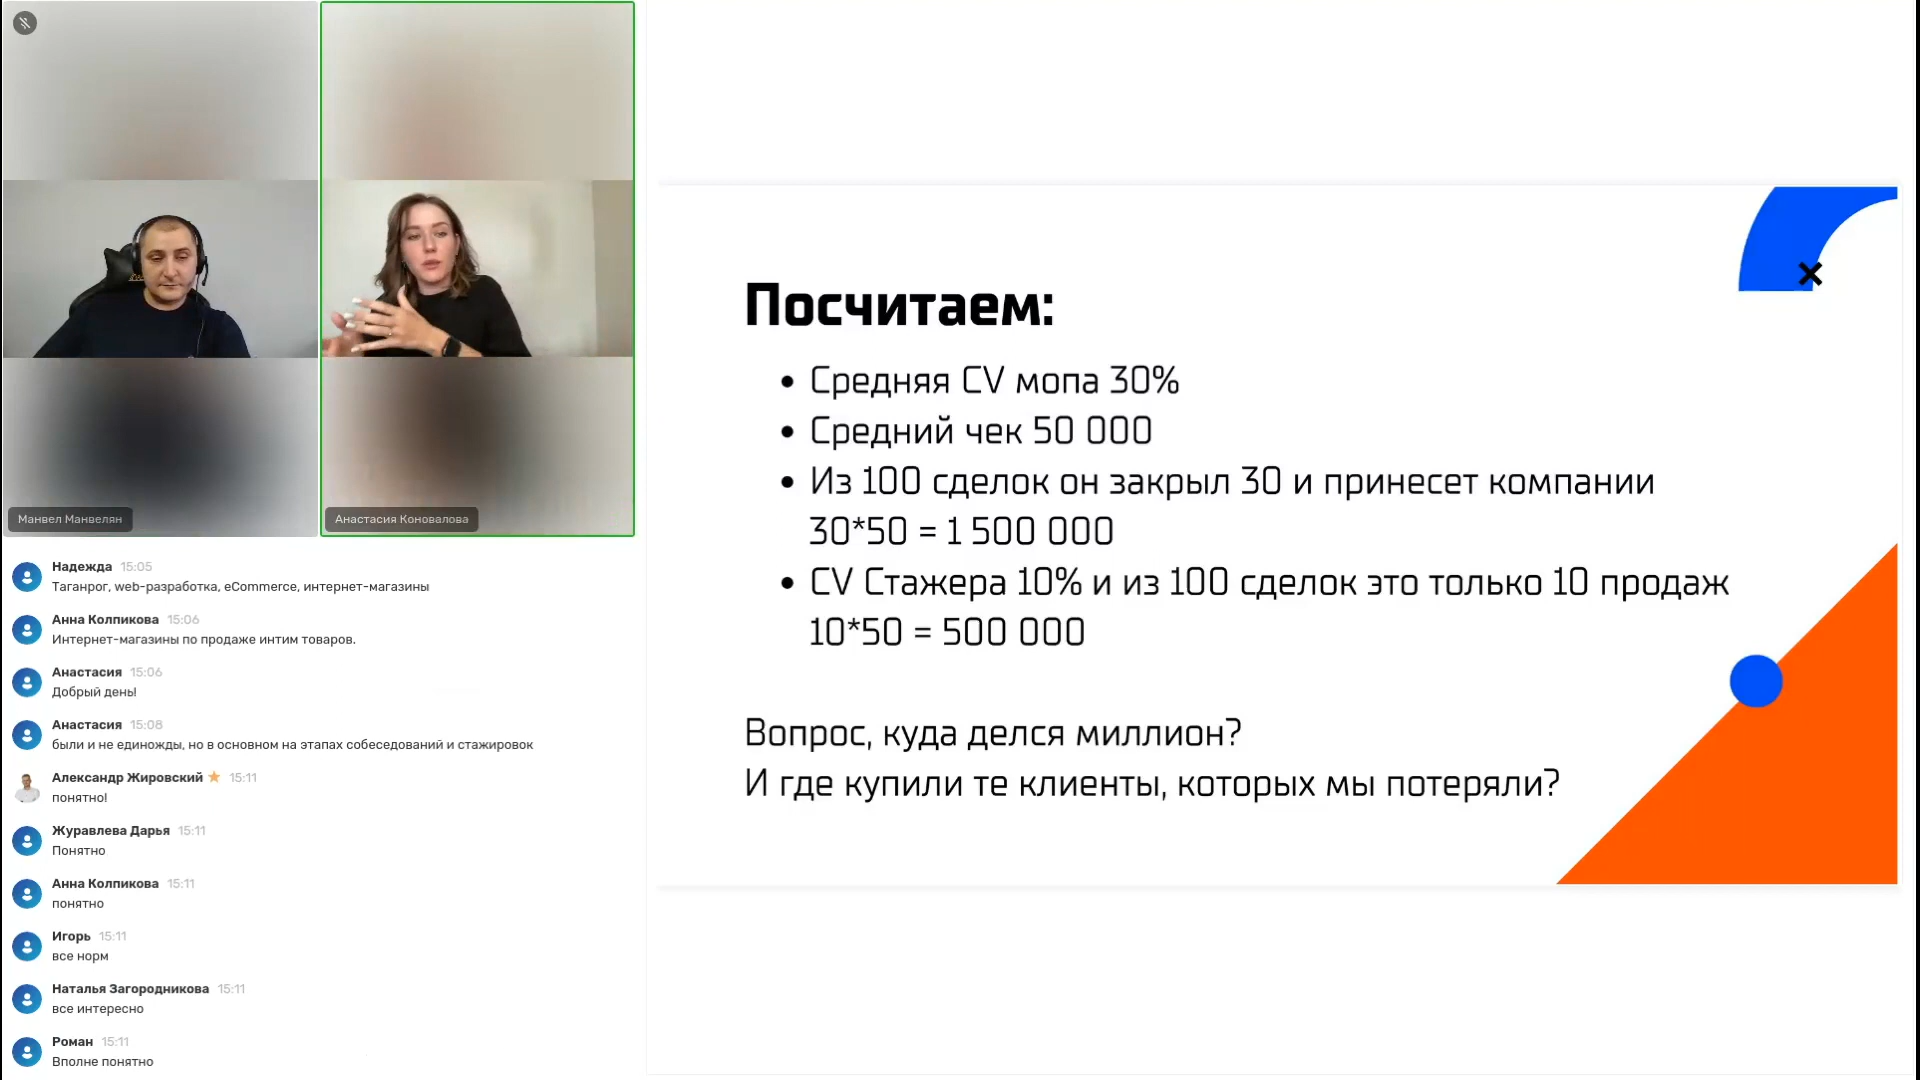 Манвел Манвелян
Анастасия Коновалова
Надежда 15:05
Таганрог, web-разработка, eCommerce, интернет-магазины
Анна Колпикова 15:06
Интернет-магазины по продаже интим товаров.
Анастасия 15:06
Добрый день!
Анастасия 15:08
были и не единожды, но в основном на этапах собеседований и стажировок
Александр Жировский 15:11
понятно!
Журавлева Дарья 15:11
Понятно
Анна Колпикова 15:11
понятно
Игорь 15:11
все норм
Наталья Загородникова 15:11
все интересно
Роман 15:11
Вполне понятно
Посчитаем:
• Средняя CV мопа 30%
• Средний чек 50 000
• Из 100 сделок он закрыл 30 и принесет компании
30*50 = 1 500 000
• CV Стажера 10% и из 100 сделок это только 10 продаж
10*50 = 500 000
Вопрос, куда делся миллион?
И где купили те клиенты, которых мы потеряли?